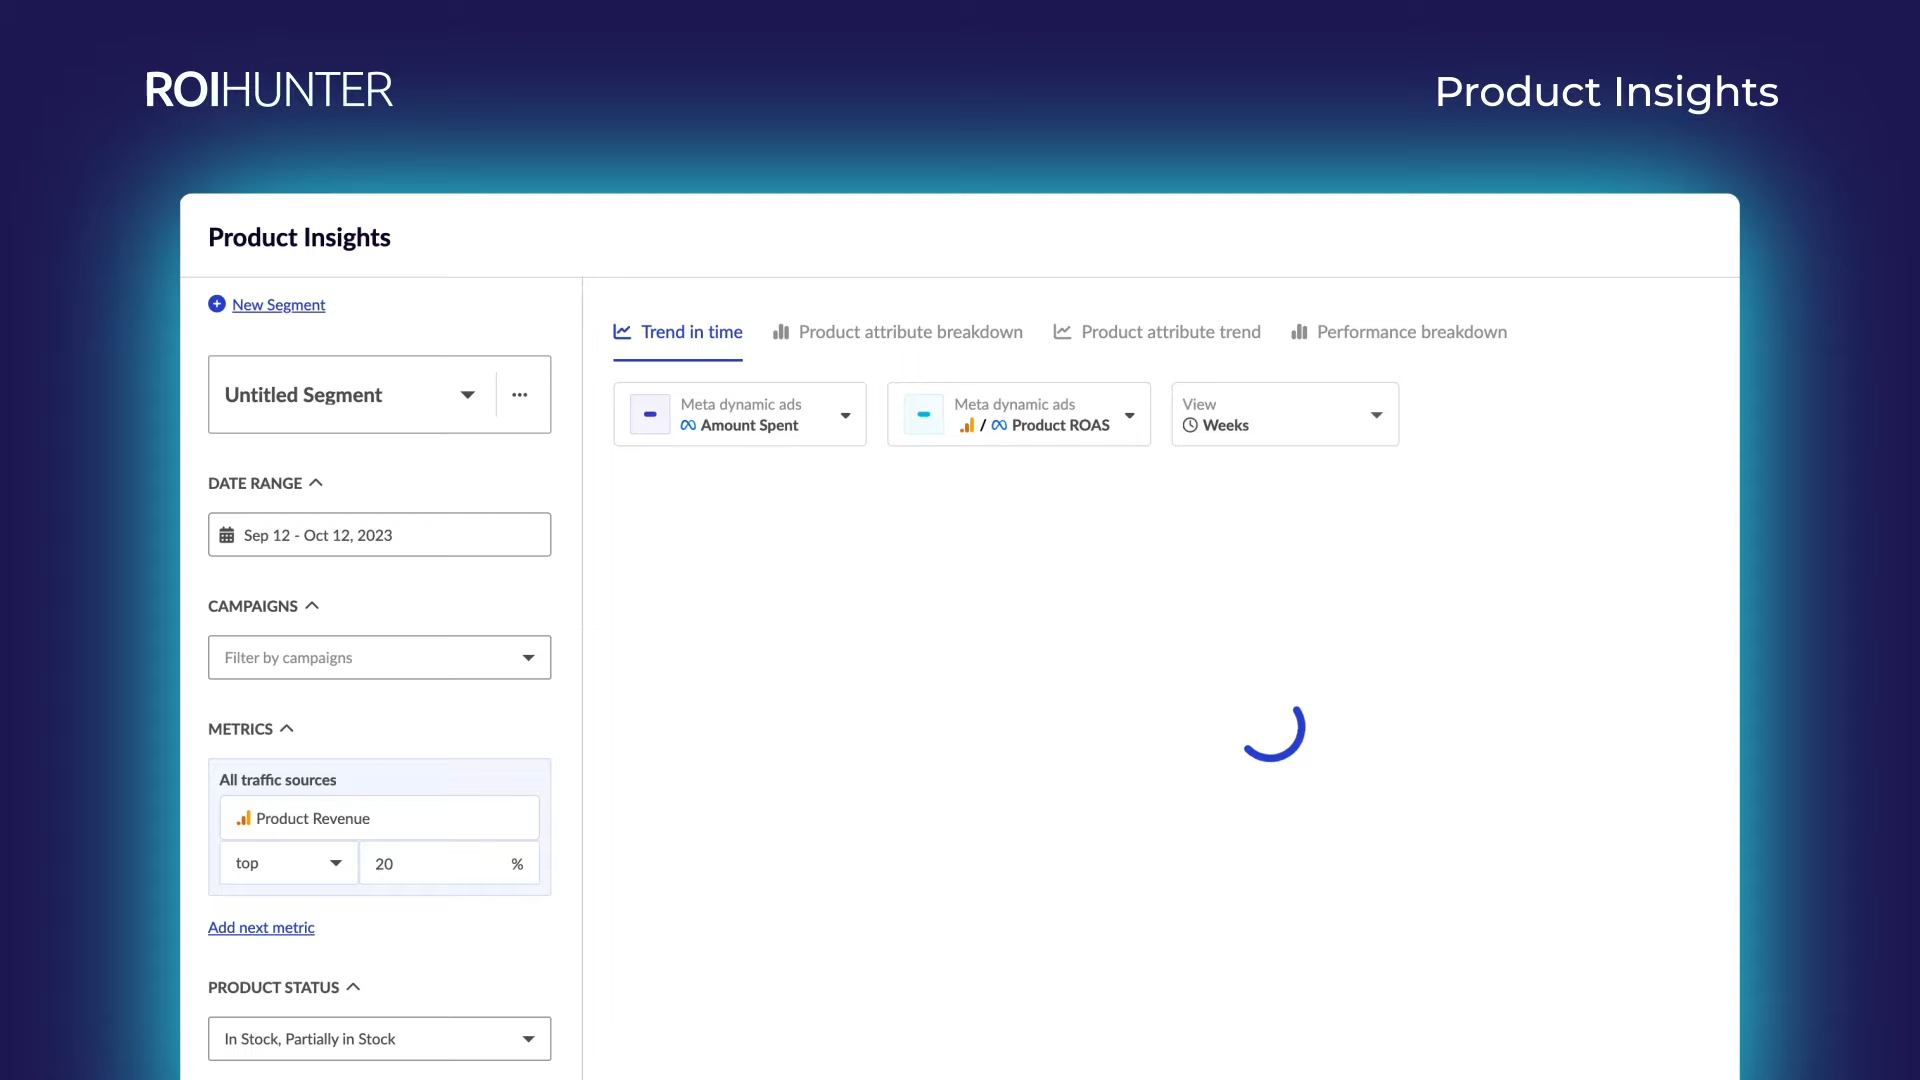 ROIHUNTER
Product Insights
Product Insights
New Segment
Untitled Segment
DATE RANGE
Sep 12 - Oct 12, 2023
CAMPAIGNS
Filter by campaigns
METRICS
All traffic sources
Product Revenue
top 20 %
Add next metric
PRODUCT STATUS
In Stock, Partially in Stock
Trend in time Product attribute breakdown Product attribute trend Performance breakdown
Meta dynamic ads Meta dynamic ads View
Amount Spent / Product ROAS Weeks